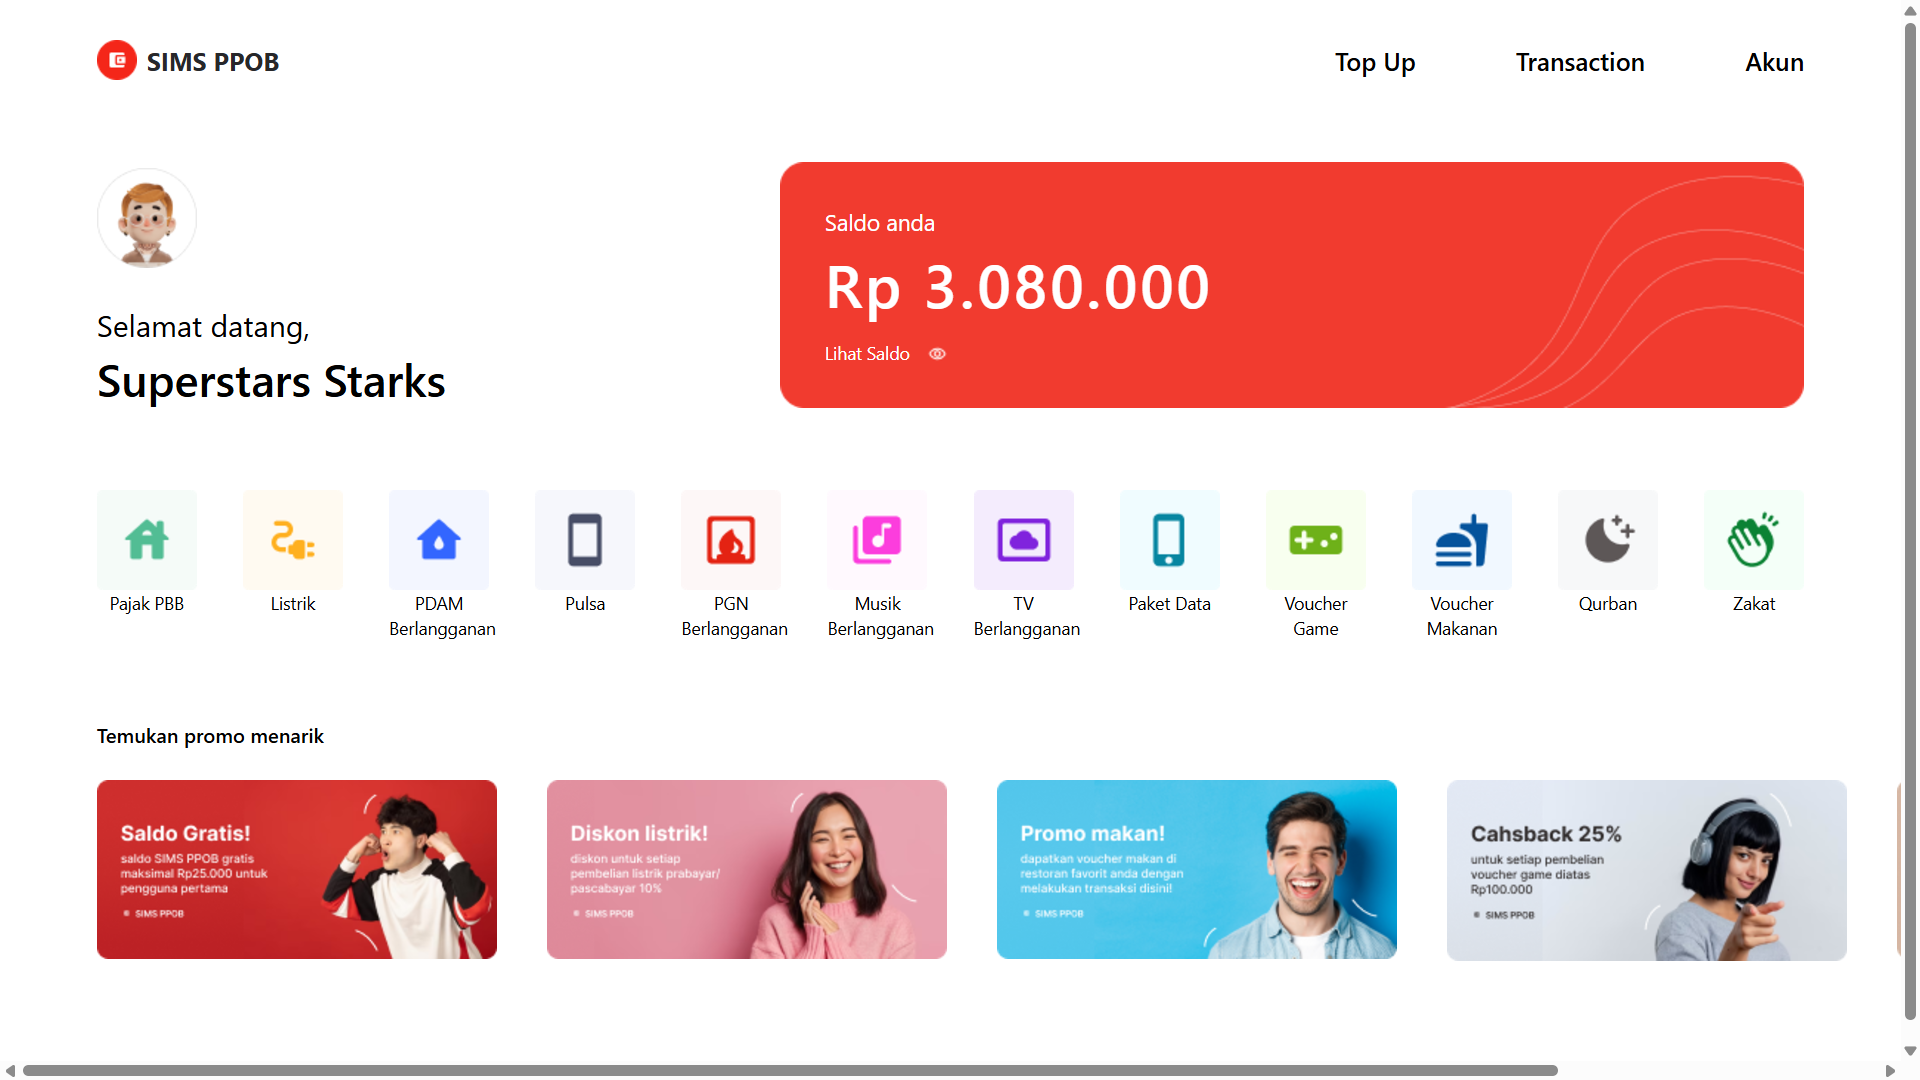 SIMS PPOB
Top Up
Transaction
Akun
Selamat datang,
Superstars Starks
Saldo anda
Rp 3.080.000
Lihat Saldo
Pajak PBB
Listrik
PDAM
Berlangganan
Pulsa
PGN
Berlangganan
Musik
Berlangganan
TV
Berlangganan
Paket Data
Voucher
Game
Voucher
Makanan
Qurban
Zakat
Temukan promo menarik
Saldo Gratis!
saldo SIMS PPOB gratis
maksimal Rp25.000 untuk
pengguna pertama
SIMS PPOB
Diskon listrik!
diskon untuk setiap
pembelian listrik prabayar/
pascabayar 10%
SIMS PPOB
Promo makan!
dapatkan voucher makan di
restoran favorit anda dengan
melakukan transaksi disini!
SIMS PPOB
Cahsback 25%
untuk setiap pembelian
voucher game diatas
Rp100.000
SIMS PPOB